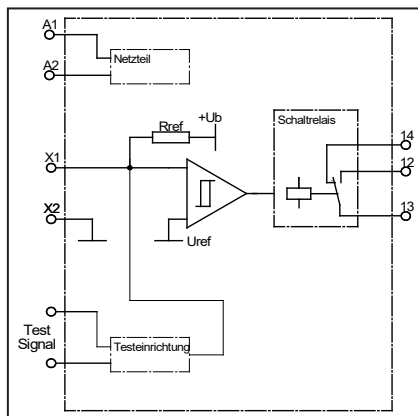 A1
A2
Netzteil
+Ub
Rref
Schaltrelais
14
X1
12
X2
13
Uref
Test
Signal
Testeinrichtung